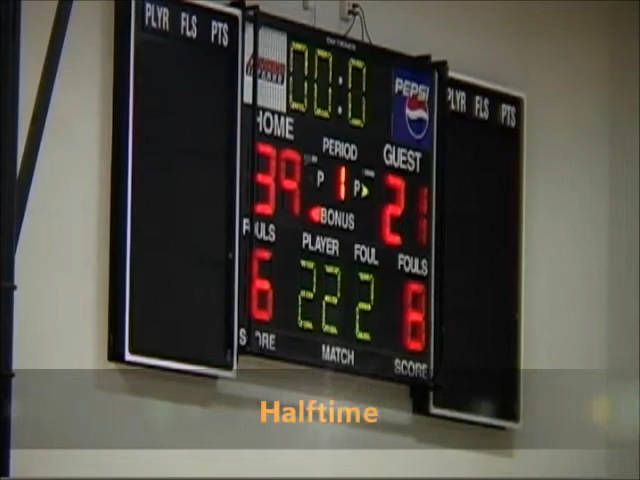 PLYR FLS PTS
00:0
PEPSI
PLYR FLS PTS
HOME
PERIOD
GUEST
39
P 1 P
21
BONUS
FOULS
PLAYER
FOUL
FOULS
6
22 2
8
SCORE
MATCH
SCORE
Halftime